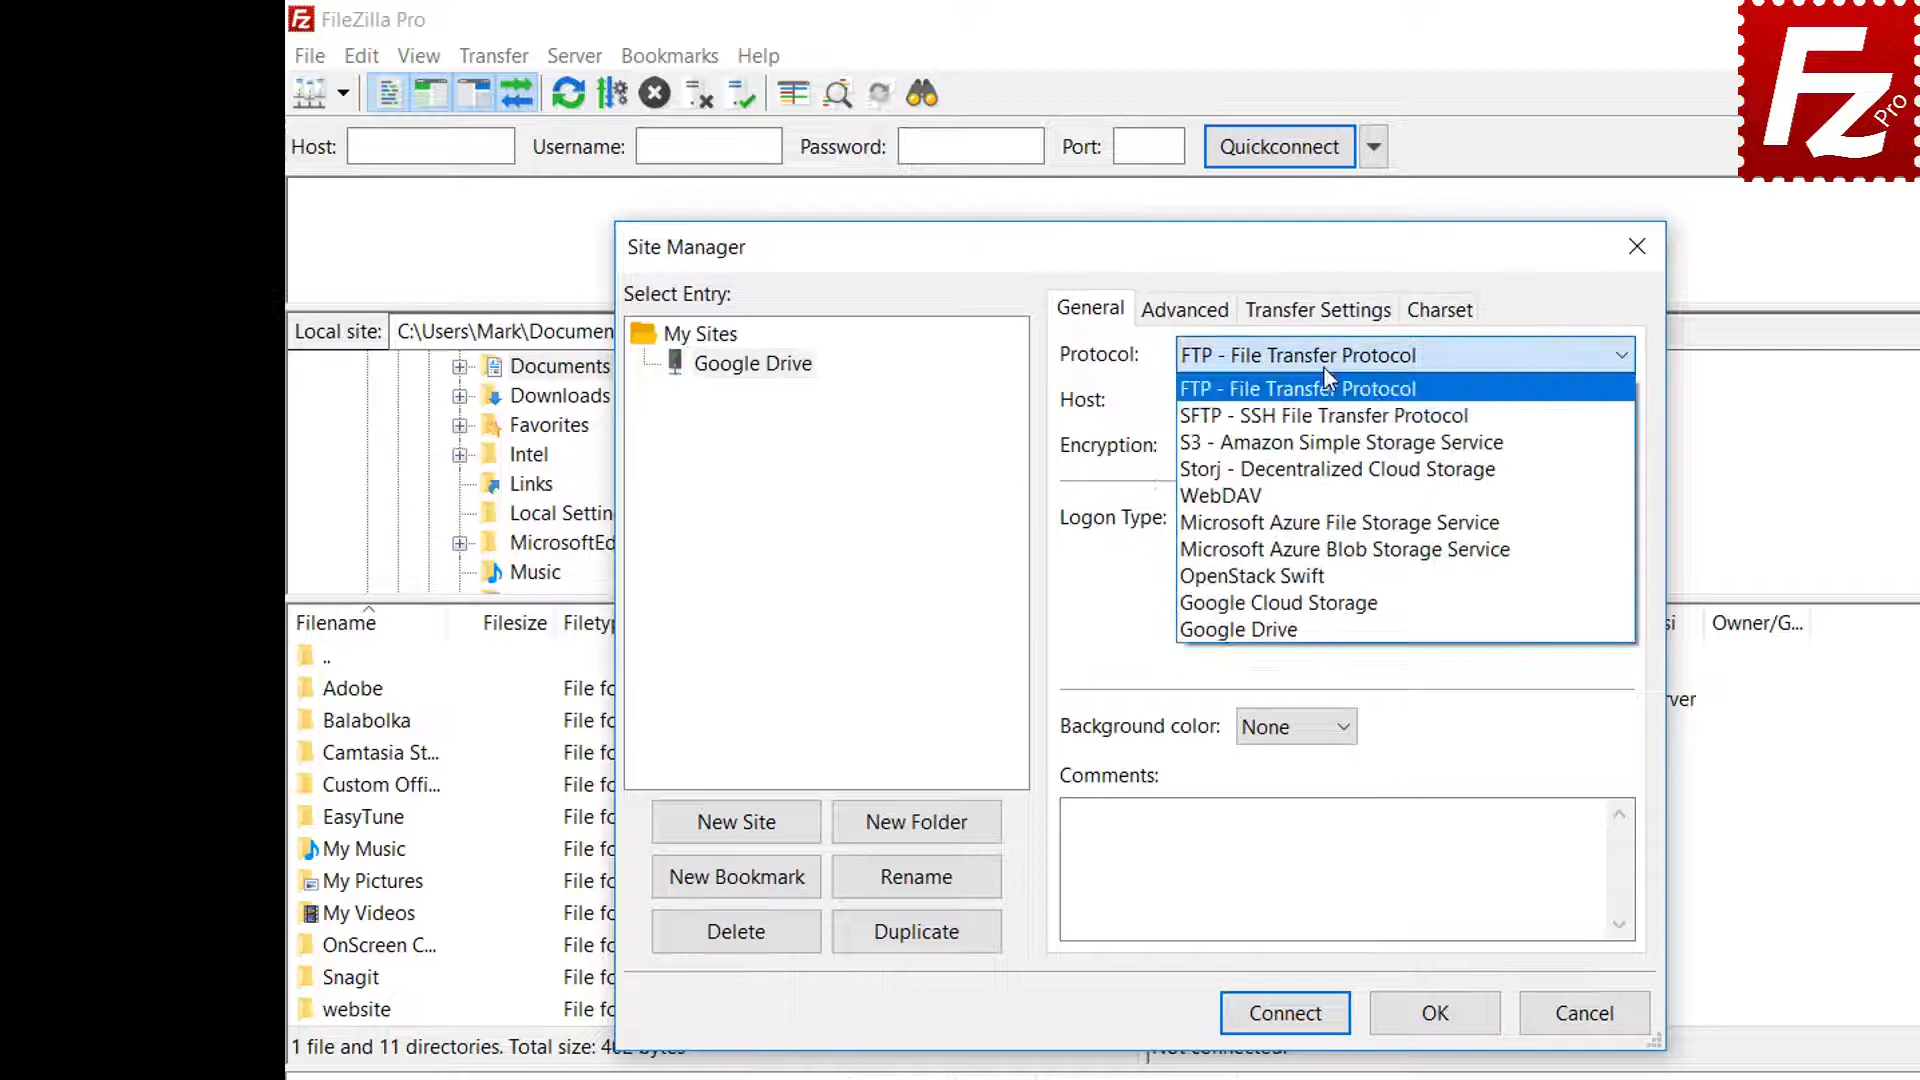 FileZilla Pro
File Edit View Transfer Server Bookmarks Help
Host: Username: Password: Port: Quickconnect
FZ Pro
Site Manager
Select Entry:
My Sites
Google Drive
General Advanced Transfer Settings Charset
Protocol: FTP - File Transfer Protocol
FTP - File Transfer Protocol
SFTP - SSH File Transfer Protocol
S3 - Amazon Simple Storage Service
Storj - Decentralized Cloud Storage
WebDAV
Microsoft Azure File Storage Service
Microsoft Azure Blob Storage Service
OpenStack Swift
Google Cloud Storage
Google Drive
Host:
Encryption:
Logon Type:
Background color: None
Comments:
New Site New Folder
New Bookmark Rename
Delete Duplicate
Connect OK Cancel
Local site: C:\Users\Mark\Documen
Documents
Downloads
Favorites
Intel
Links
Local Settin
MicrosoftEd
Music
Filename Filesize Filetyp
si Owner/G...
..
Adobe File fo
Balabolka File fo
Camtasia St... File fo
Custom Offi... File fo
EasyTune File fo
My Music File fo
My Pictures File fo
My Videos File fo
OnScreen C... File fo
Snagit File fo
website File fo
ver
1 file and 11 directories. Total size: 402 bytes
Not connected.